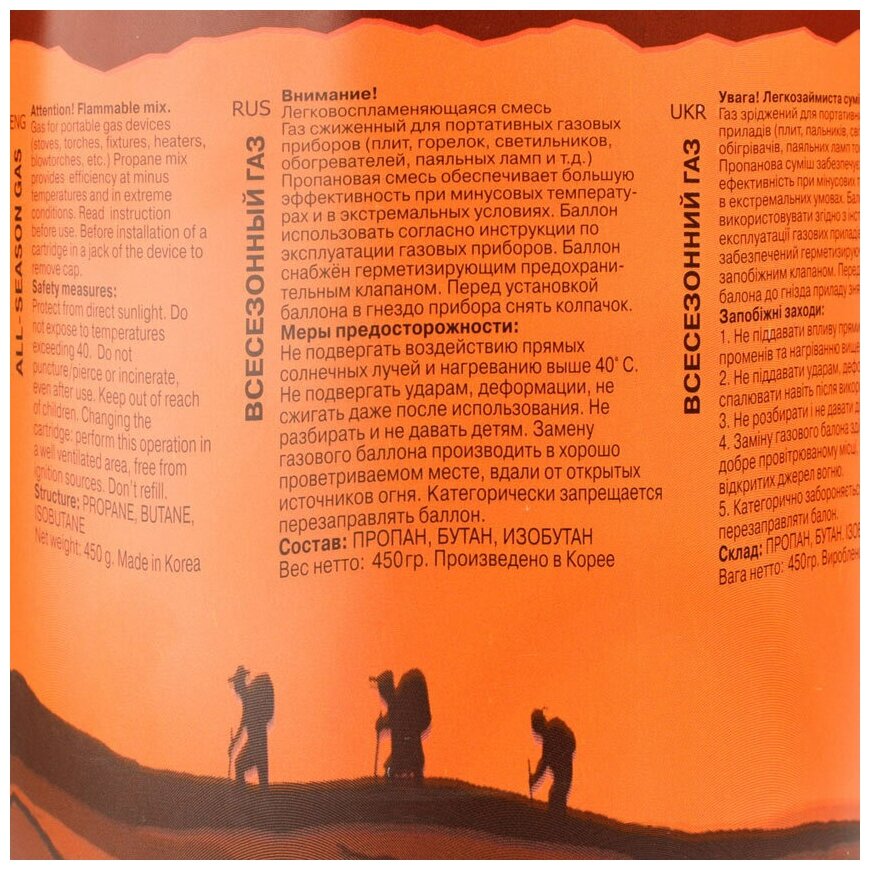 ENG
ALL-SEASON GAS
Attention! Flammable mix.
Gas for portable gas devices
(stoves, torches, fixtures, heaters,
blowtorches, etc.) Propane mix
provides efficiency at minus
temperatures and in extreme
conditions. Read instruction
before use. Before installation of a
cartridge in a jack of the device to
remove cap.
Safety measures:
Protect from direct sunlight. Do
not expose to temperatures
exceeding 40. Do not
puncture/pierce or incinerate,
even after use. Keep out of reach
of children. Changing the
cartridge: perform this operation in
a well ventilated area, free from
ignition sources. Don't refill.
Structure: PROPANE, BUTANE,
ISOBUTANE
Net weight: 450 g. Made in Korea
RUS
ВСЕСЕЗОННЫЙ ГАЗ
Внимание!
Легковоспламеняющаяся смесь
Газ сжиженный для портативных газовых
приборов (плит, горелок, светильников,
обогревателей, паяльных ламп и т.д.)
Пропановая смесь обеспечивает большую
эффективность при минусовых температу-
рах и в экстремальных условиях. Баллон
использовать согласно инструкции по
эксплуатации газовых приборов. Баллон
снабжён герметизирующим предохрани-
тельным клапаном. Перед установкой
баллона в гнездо прибора снять колпачок.
Меры предосторожности:
Не подвергать воздействию прямых
солнечных лучей и нагреванию выше 40° С.
Не подвергать ударам, деформации, не
сжигать даже после использования. Не
разбирать и не давать детям. Замену
газового баллона производить в хорошо
проветриваемом месте, вдали от открытых
источников огня. Категорически запрещается
перезаправлять баллон.
Состав: ПРОПАН, БУТАН, ИЗОБУТАН
Вес нетто: 450гр. Произведено в Корее
UKR
ВСЕСЕЗОННИЙ ГАЗ
Увага! Легкозаймиста
Газ зріджений для
приладів (плит, пальників,
обігрівачів, паяльних ламп
Пропанова суміш
ефективність при мінусових
в екстремальних умовах.
використовувати згідно з
експлуатації газових
забезпечений
запобіжним клапаном. Перед
балона до гнізда приладу
Запобіжні заходи:
1. Не піддавати впливу
променів та нагріванню
2. Не піддавати ударам,
спалювати навіть після
3. Не розбирати і не давати
4. Заміну газового балона
добре провітрюваному місці,
відкритих джерел вогню.
5. Категорично
перезаправляти балон.
Склад: ПРОПАН, БУТАН,
Вага нетто: 450гр.